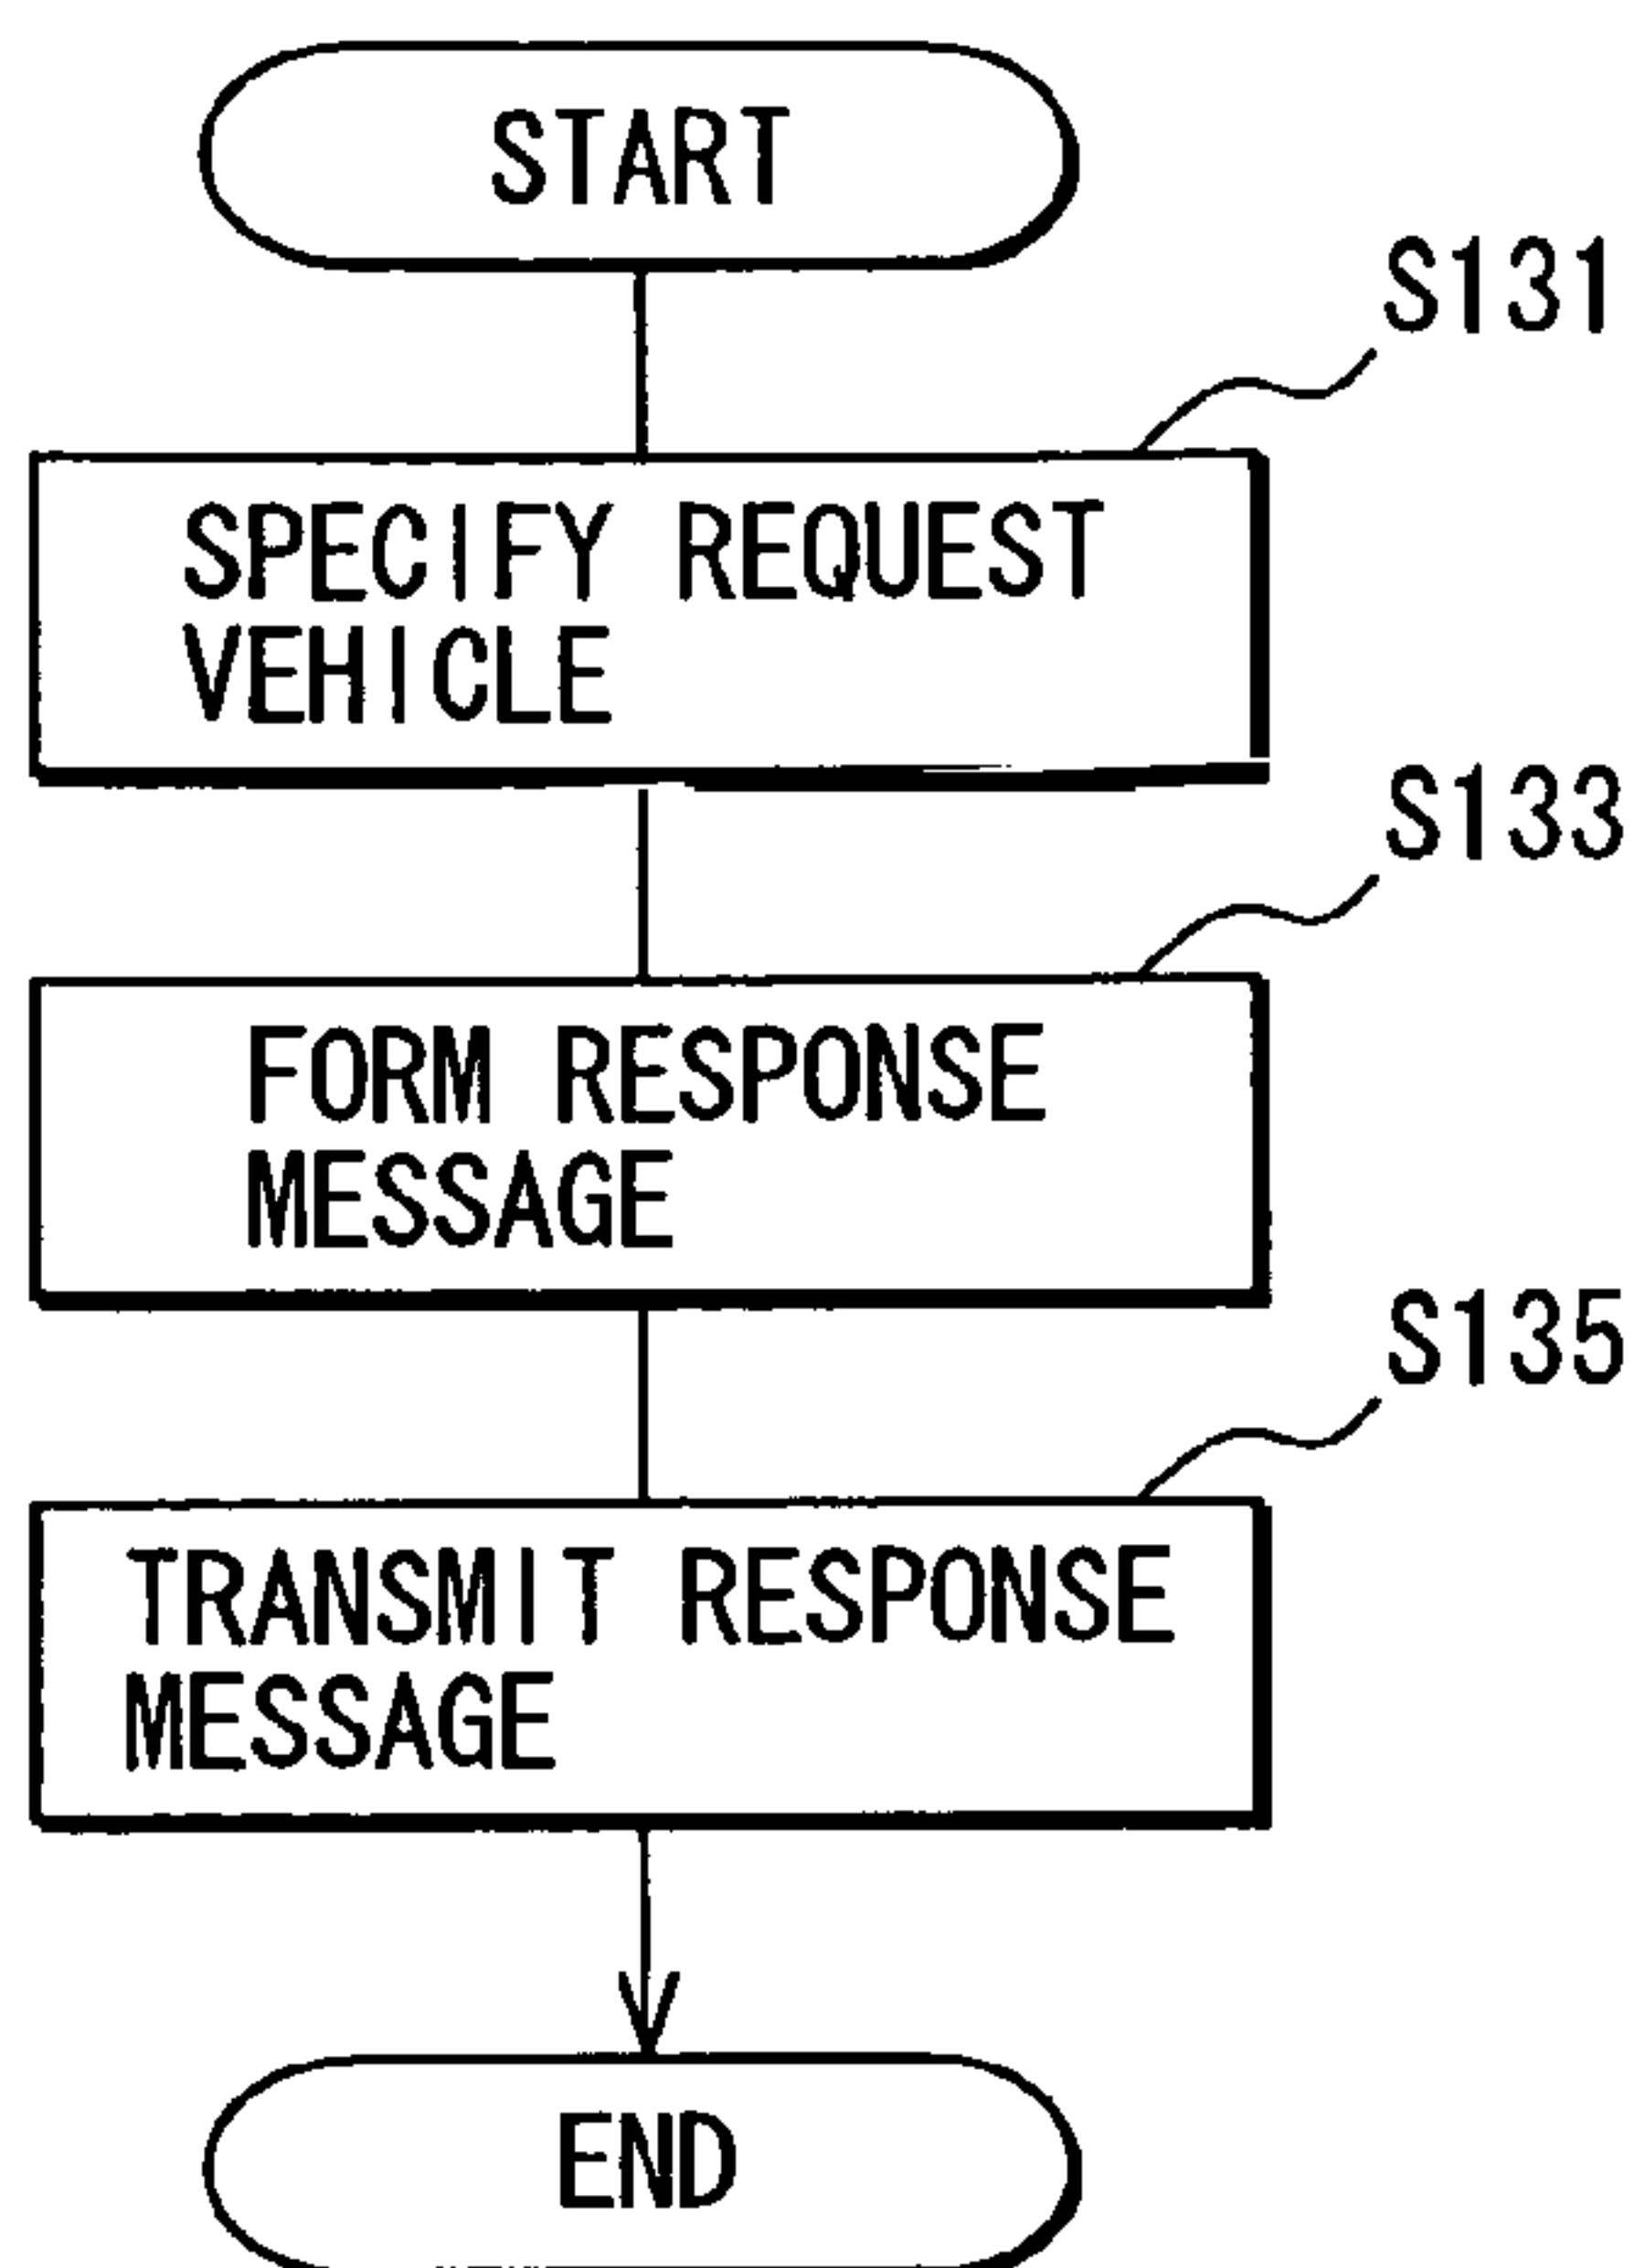 START
S131
SPECIFY REQUEST
VEHICLE
S133
FORM RESPONSE
MESSAGE
S135
TRANSMIT RESPONSE
MESSAGE
END